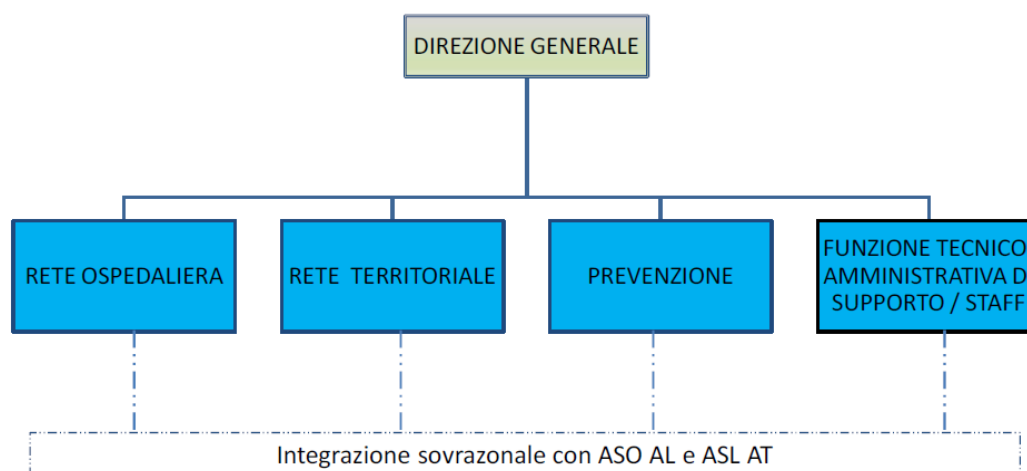 DIREZIONE GENERALE
RETE OSPEDALIERA
RETE TERRITORIALE
PREVENZIONE
FUNZIONE TECNICO
AMMINISTRATIVA D
SUPPORTO / STAFF
Integrazione sovrazonale con ASO AL e ASL AT